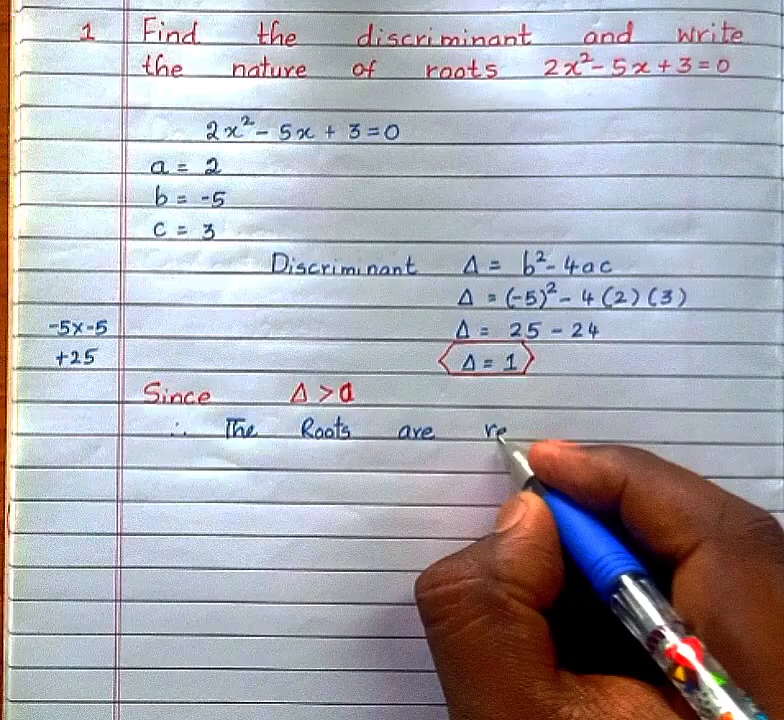 1 Find the discriminant and write
the nature of roots 2x² - 5x + 3 = 0
2x² - 5x + 3 = 0
a = 2
b = -5
c = 3
Discriminant Δ = b² - 4ac
Δ = (-5)² - 4(2)(3)
-5x-5 Δ = 25 - 24
+25 Δ = 1
Since Δ > 0
∴ The Roots are re